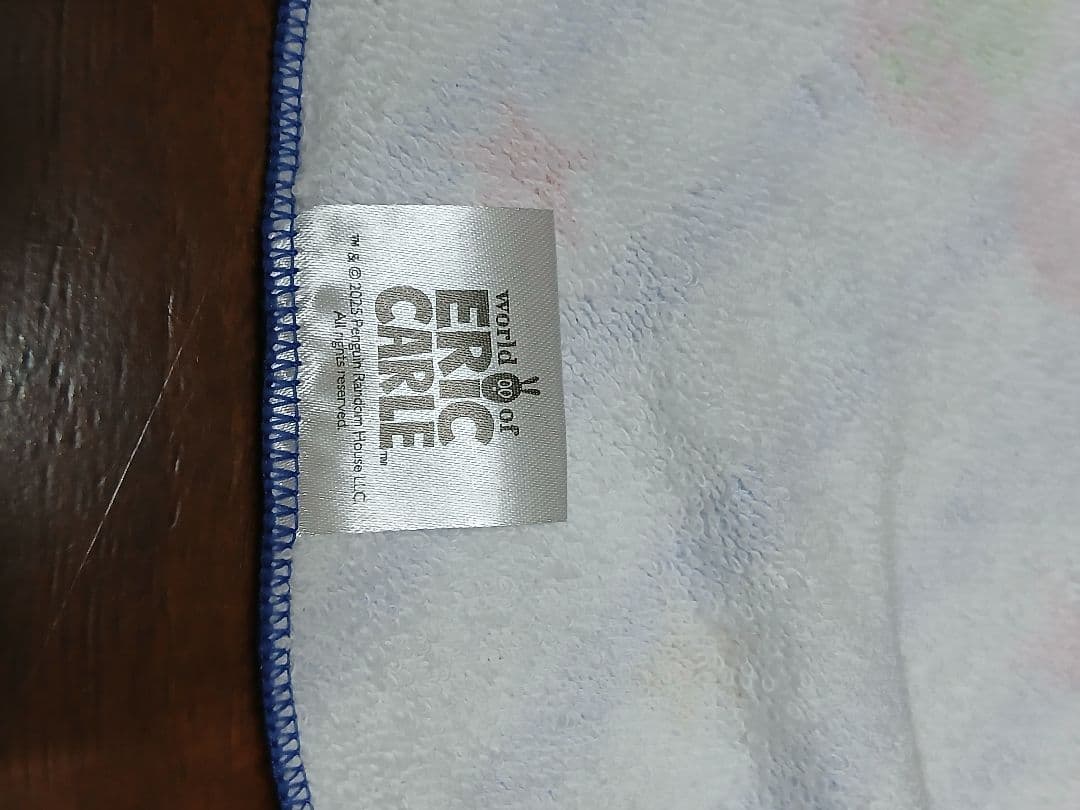 World of
ERIC
CARLE™
™ & © 2025 Penguin Random House LLC.
All rights reserved.